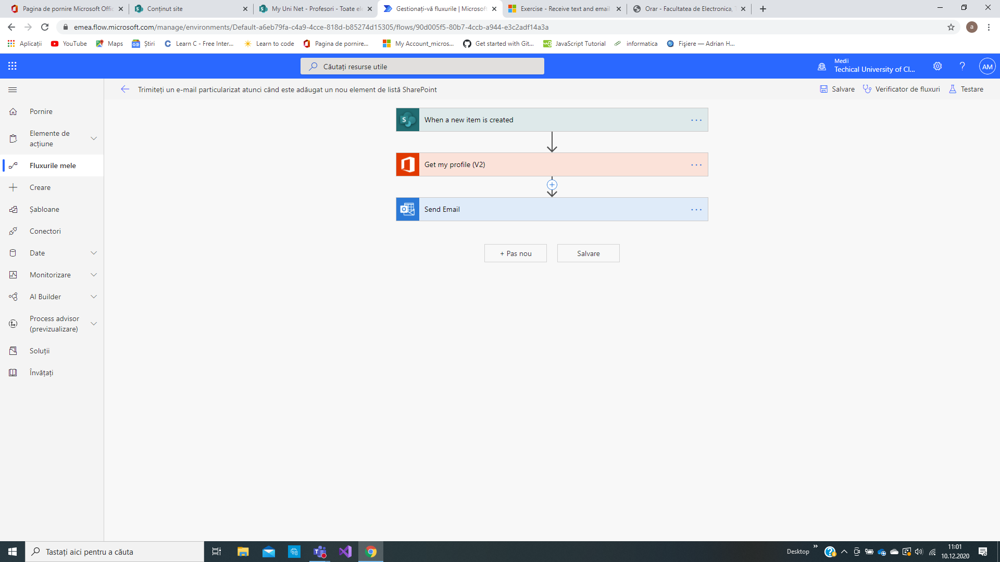 Pagina de pornire Microsoft Offic
Conținut site
My Uni Net - Profesori - Toate ele
Gestionați-vă fluxurile | Microsoft
Exercise - Receive text and email
Orar - Facultatea de Electronica, T
emea.flow.microsoft.com/manage/environments/Default-a6eb79fa-c4a9-4cce-818d-b85274d15305/flows/90d005f5-80b7-4ccb-a944-e3c2adf14a3a
a
Aplicații
YouTube
Maps
Știri
Learn C - Free Inter...
Learn to code
Pagina de pornire...
My Account_micros...
Get started with Git...
JavaScript Tutorial
informatica
Fișiere — Adrian H...
Căutați resurse utile
Medii
Techical University of Cl...
AM
Trimiteți un e-mail particularizat atunci când este adăugat un nou element de listă SharePoint
Salvare
Verificator de fluxuri
Testare
Pornire
Elemente de
acțiune
Fluxurile mele
Creare
Șabloane
Conectori
Date
Monitorizare
AI Builder
Process advisor
(previzualizare)
Soluții
Învățați
When a new item is created
Get my profile (V2)
Send Email
+ Pas nou
Salvare
Tastați aici pentru a căuta
Desktop
11:01
10.12.2020